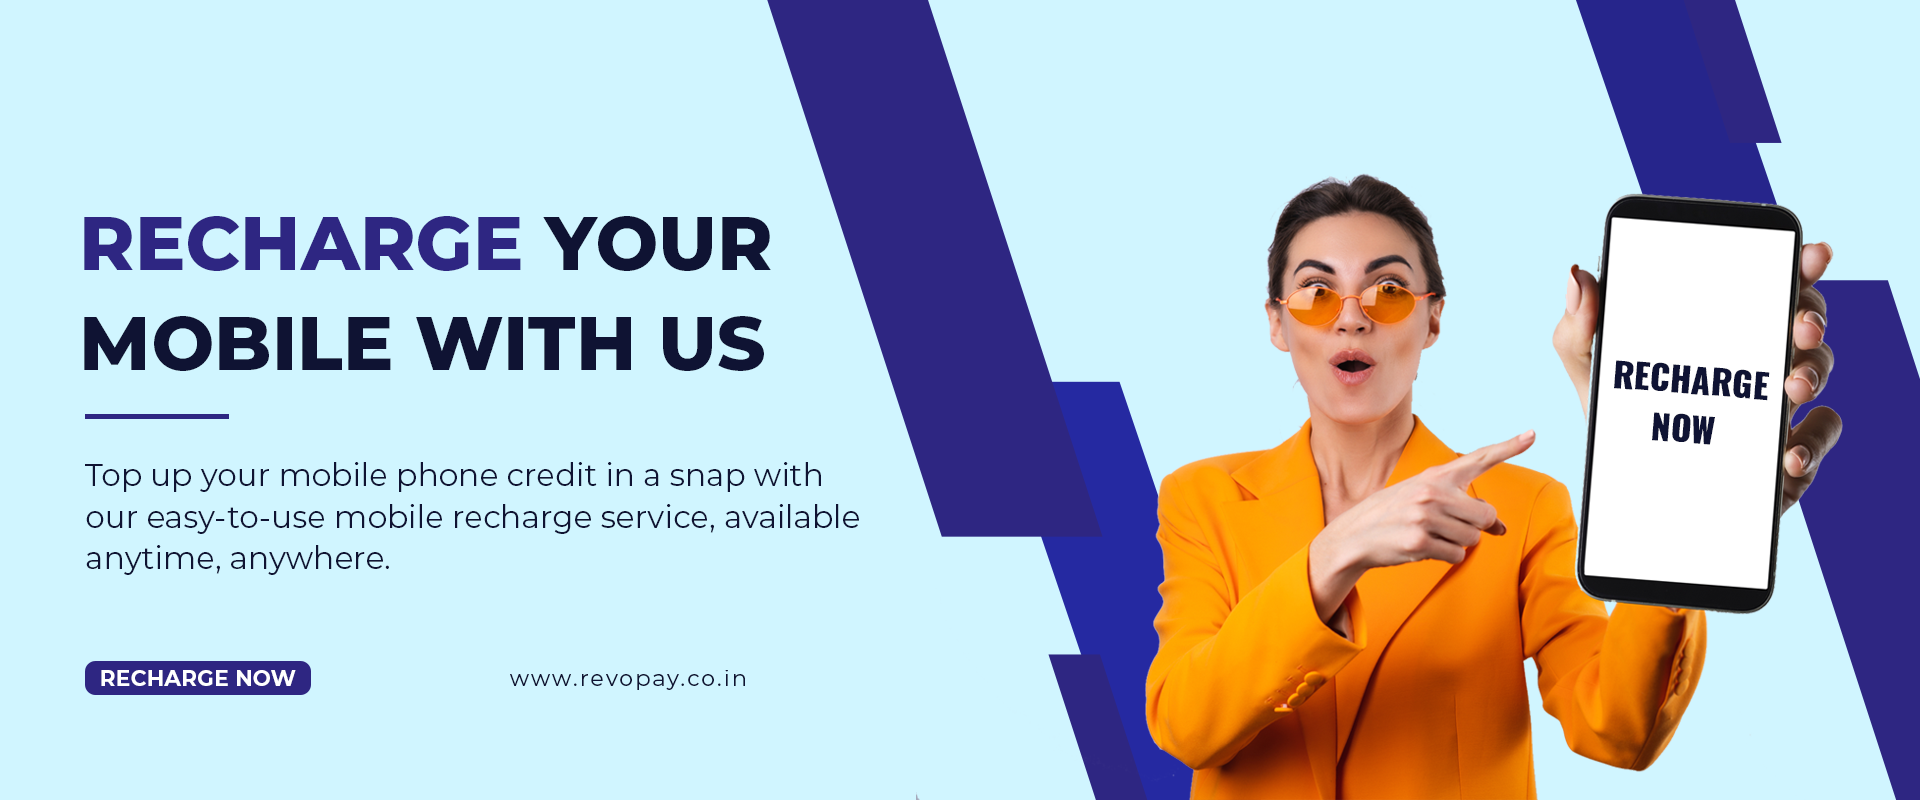 RECHARGE YOUR
MOBILE WITH US
Top up your mobile phone credit in a snap with
our easy-to-use mobile recharge service, available
anytime, anywhere.
RECHARGE NOW
www.revopay.co.in
RECHARGE
NOW